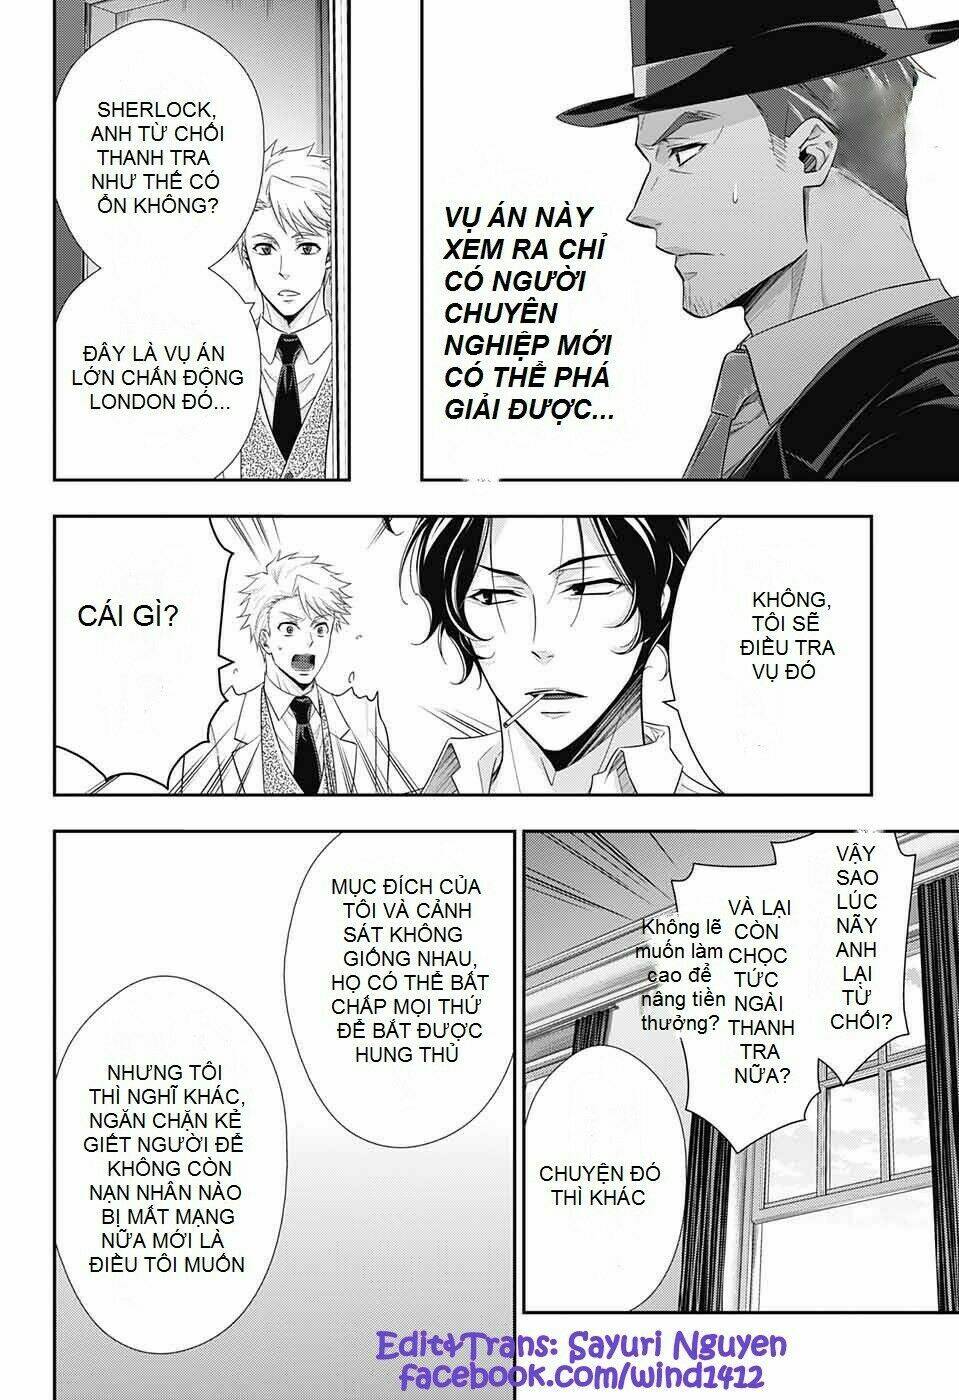 VỤ ÁN NÀY
XEM RA CHỈ
CÓ NGƯỜI
CHUYÊN
NGHIỆP MỚI
CÓ THỂ PHÁ
GIẢI ĐƯỢC...
SHERLOCK,
ANH TỪ CHỐI
THANH TRA
NHƯ THẾ CÓ
ỔN KHÔNG?
ĐÂY LÀ VỤ ÁN
LỚN CHẤN ĐỘNG
LONDON ĐÓ...
KHÔNG,
TÔI SẼ
ĐIỀU TRA
VỤ ĐÓ
CÁI GÌ?
VẬY
SAO
LÚC
NÃY
ANH
LẠI
TỪ
CHỐI?
VÀ LẠI
CÒN
CHỌC
TỨC
NGÀI
THANH
TRA
NỮA?
Không lẽ
muốn làm
cao để
nâng tiền
thưởng?
CHUYỆN ĐÓ
THÌ KHÁC
MỤC ĐÍCH CỦA
TÔI VÀ CẢNH
SÁT KHÔNG
GIỐNG NHAU,
HỌ CÓ THỂ BẤT
CHẤP MỌI THỨ
ĐỂ BẮT ĐƯỢC
HUNG THỦ
NHƯNG TÔI
THÌ NGHĨ KHÁC,
NGĂN CHẶN KẺ
GIẾT NGƯỜI ĐỂ
KHÔNG CÒN
NẠN NHÂN NÀO
BỊ MẤT MẠNG
NỮA MỚI LÀ
ĐIỀU TÔI MUỐN
Edit&Trans: Sayuri Nguyen
facebook.com/wind1412